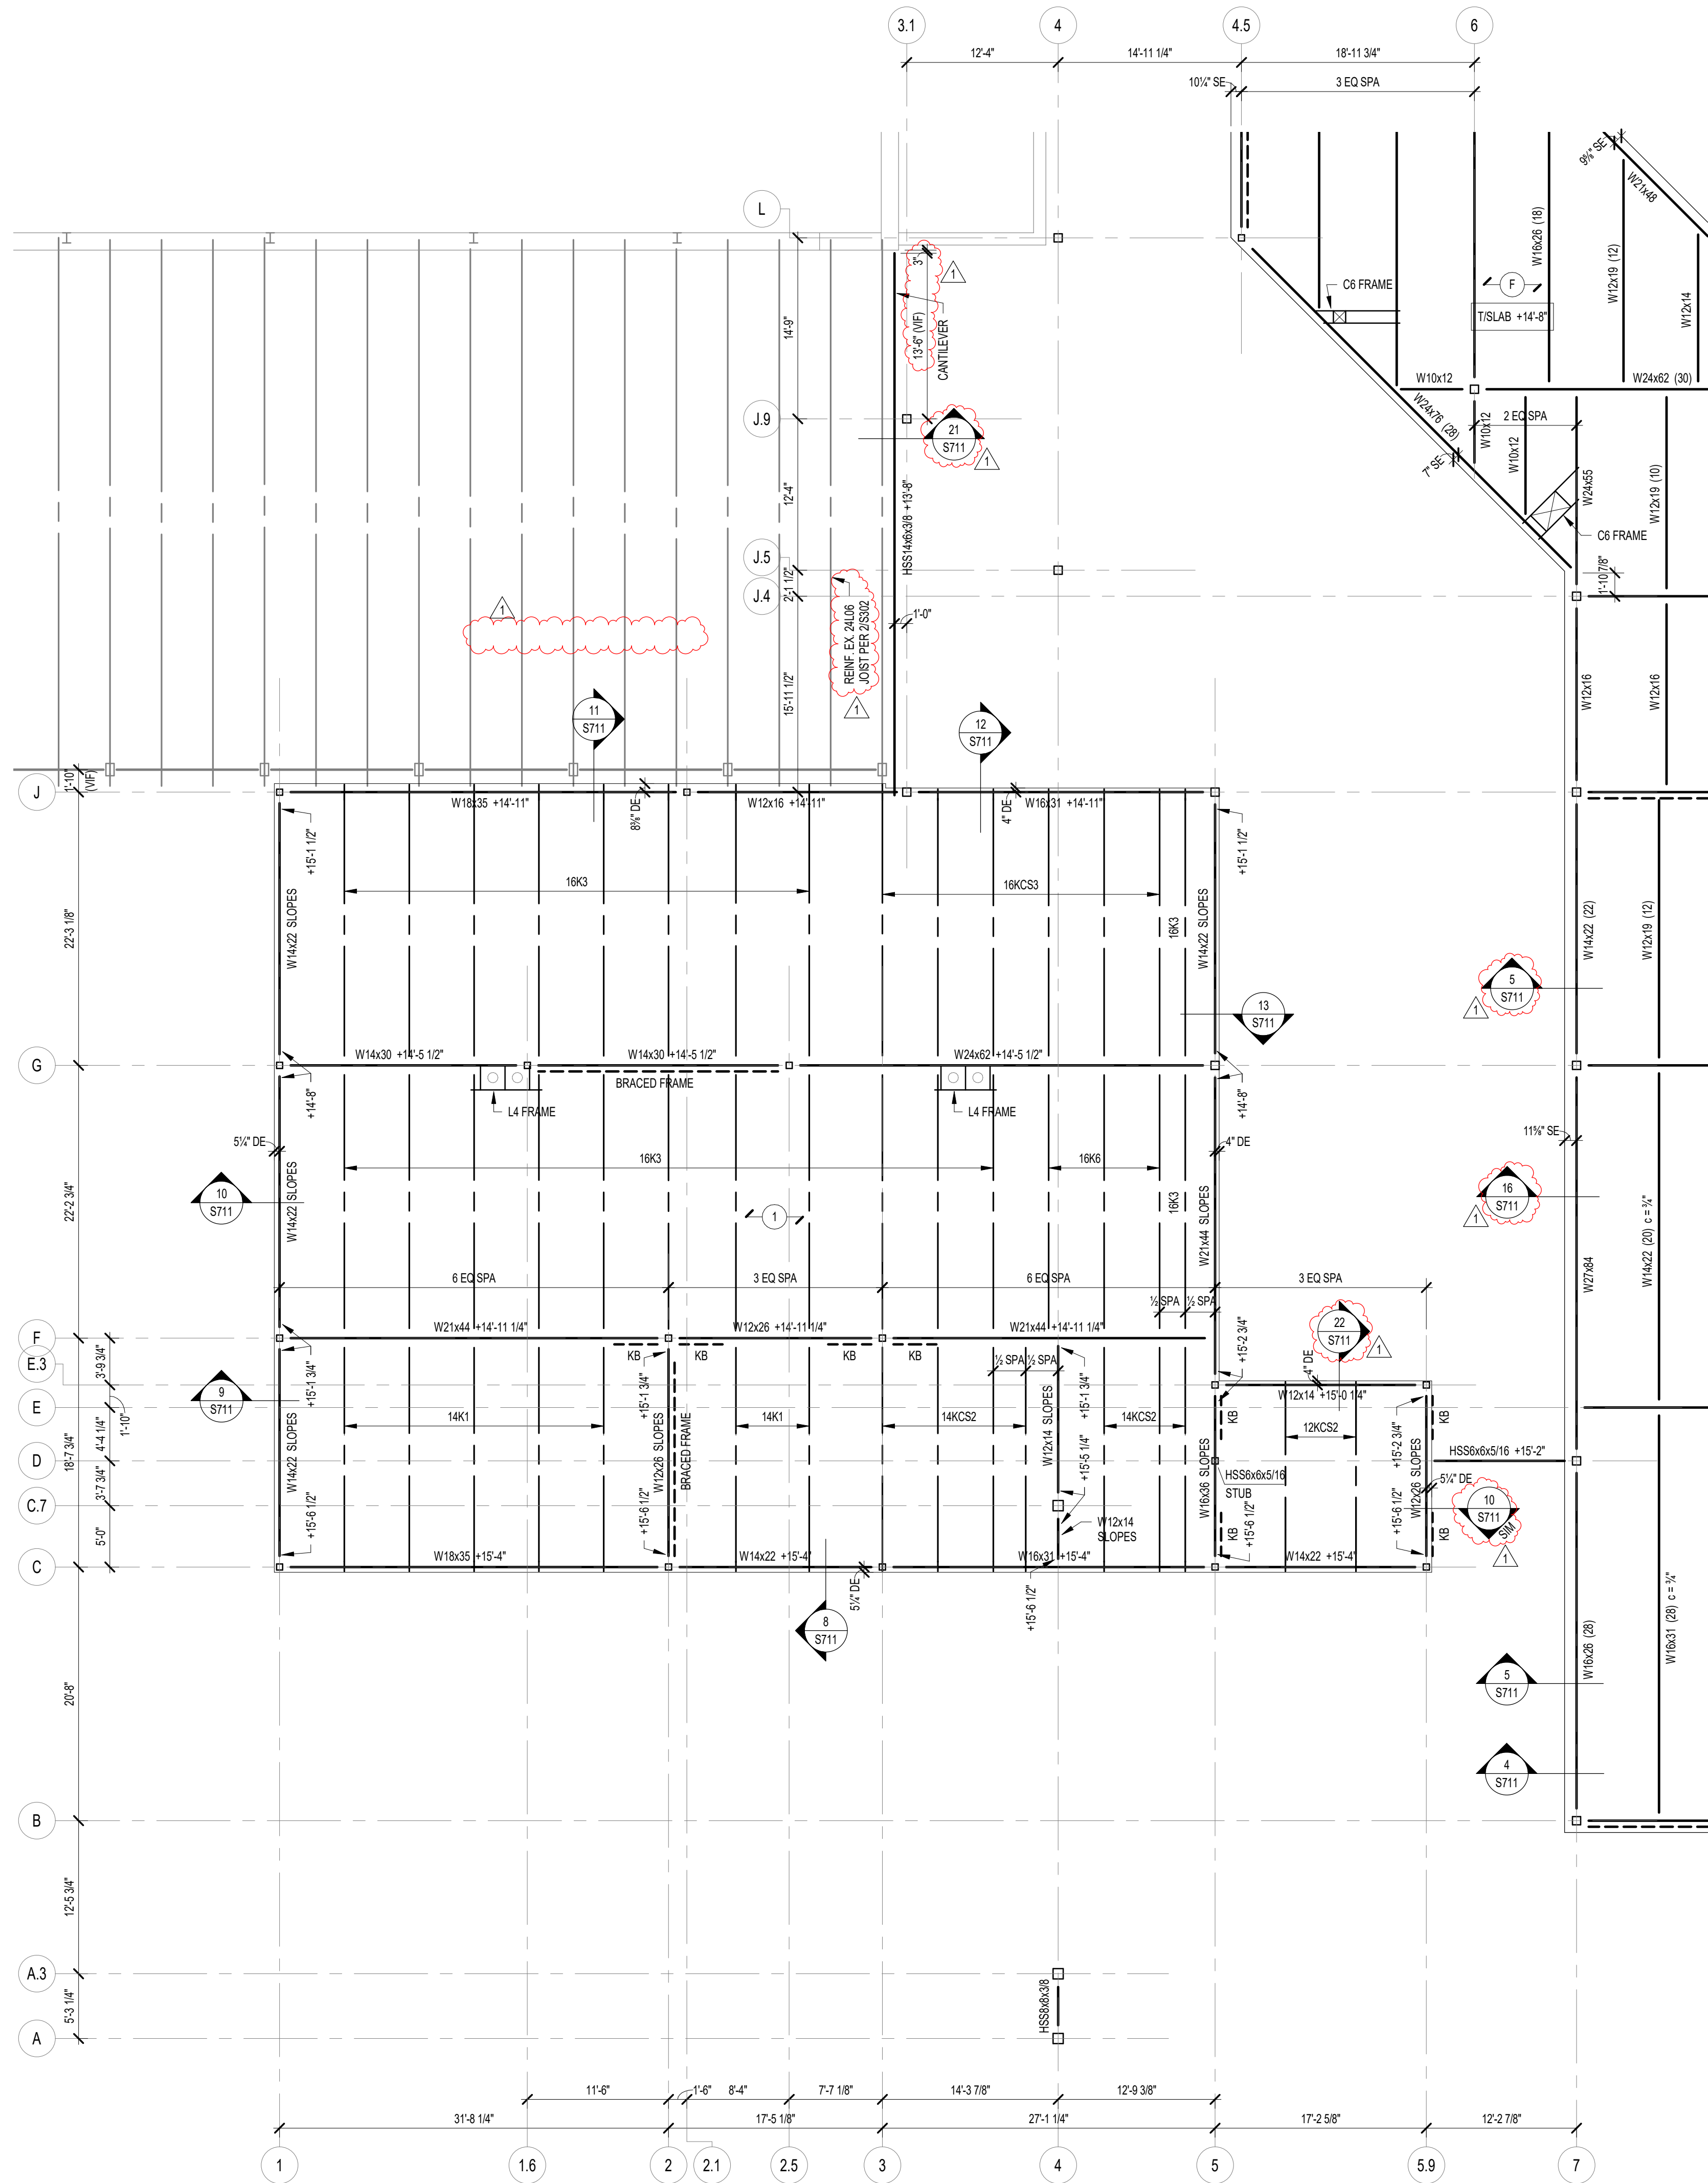 3.1
4
4.5
6
12'-4"
14'-11 1/4"
18'-11 3/4"
10¼" SE
3 EQ SPA
9⅝" SE
W21x48
L
3"
1
W16x26 (18)
W12x19 (12)
C6 FRAME
F
T/SLAB +14'-8"
W12x14
14'-9"
13'-6" (VIF)
CANTILEVER
W10x12
W24x62 (30)
J.9
21
S711
1
W24x76 (28)
2 EQ SPA
W10x12
W10x12
7" SE
W24x55
W12x19 (10)
12'-4"
HSS14x6x3/8 +13'-8"
C6 FRAME
J.5
2'-1 1/2"
J.4
1'-10 7/8"
1
REINF. EX. 24L06
JOIST PER 2/S302
1'-0"
1
15'-11 1/2"
W12x16
W12x16
11
S711
12
S711
1'-10"
(VIF)
J
W18x35 +14'-11"
8⅜" DE
W12x16 +14'-11"
4" DE
W16x31 +14'-11"
+15'-1 1/2"
+15'-1 1/2"
16K3
16KCS3
16K3
22'-3 1/8"
W14x22 SLOPES
W14x22 SLOPES
W14x22 (22)
W12x19 (12)
5
S711
1
13
S711
G
W14x30 +14'-5 1/2"
W14x30 +14'-5 1/2"
W24x62 +14'-5 1/2"
BRACED FRAME
L4 FRAME
L4 FRAME
+14'-8"
+14'-8"
5¼" DE
4" DE
11⅝" SE
16K3
16K6
16K3
10
S711
16
S711
1
22'-2 3/4"
W14x22 SLOPES
1
W21x44 SLOPES
W27x84
W14x22 (20) c = ¾"
6 EQ SPA
3 EQ SPA
6 EQ SPA
3 EQ SPA
½ SPA
½ SPA
F
W21x44 +14'-11 1/4"
W12x26 +14'-11 1/4"
W21x44 +14'-11 1/4"
22
S711
1
KB
KB
KB
KB
+15'-2 3/4"
E.3
3'-9 3/4"
½ SPA
½ SPA
4" DE
W12x14 +15'-0 1/4"
+15'-1 3/4"
+15'-1 3/4"
+15'-1 3/4"
9
S711
E
1'-10"
14K1
14K1
14KCS2
14KCS2
12KCS2
KB
KB
18'-7 3/4"
4'-4 1/4"
W14x22 SLOPES
W12x26 SLOPES
BRACED FRAME
W12x14 SLOPES
+15'-5 1/4"
W16x36 SLOPES
+15'-2 3/4"
W12x26 SLOPES
HSS6x6x5/16 +15'-2"
D
HSS6x6x5/16
STUB
5¼" DE
3'-7 3/4"
C.7
5'-0"
+15'-6 1/2"
+15'-6 1/2"
W12x14
SLOPES
+15'-6 1/2"
+15'-6 1/2"
KB
KB
10
S711
SIM
1
C
W18x35 +15'-4"
W14x22 +15'-4"
W16x31 +15'-4"
W14x22 +15'-4"
5¼" DE
+15'-6 1/2"
8
S711
W16x26 (28)
W16x31 (28) c = ¾"
20'-8"
5
S711
4
S711
B
12'-5 3/4"
A.3
5'-3 1/4"
HSS8x8x3/8
A
11'-6"
1'-6"
8'-4"
7'-7 1/8"
14'-3 7/8"
12'-9 3/8"
31'-8 1/4"
17'-5 1/8"
27'-1 1/4"
17'-2 5/8"
12'-2 7/8"
1
1.6
2
2.1
2.5
3
4
5
5.9
7